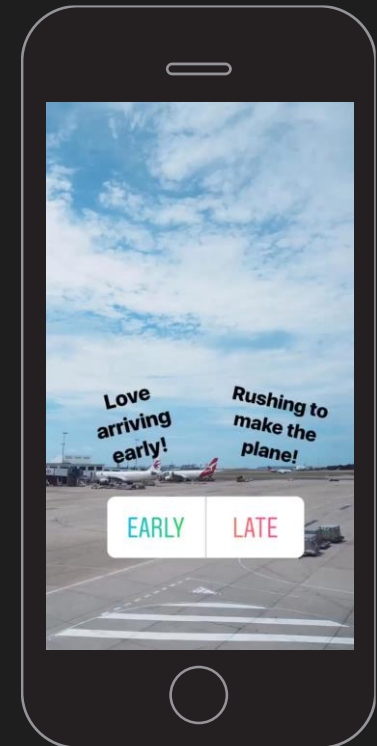 Love
arriving
early!
Rushing to
make the
plane!
EARLY
LATE